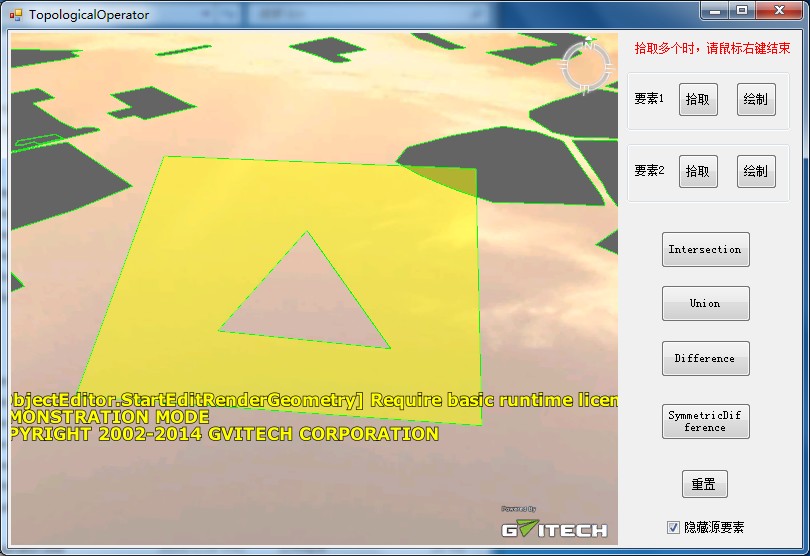 TopologicalOperator
N
拾取多个时，请鼠标右键结束
要素1 拾取 绘制
要素2 拾取 绘制
Intersection
Union
Difference
SymmetricDif
ference
重置
隐藏源要素
bjectEditor.StartEditRenderGeometry] Require basic runtime licen
MONSTRATION MODE
PYRIGHT 2002-2014 GVITECH CORPORATION
Powered By
GVITECH